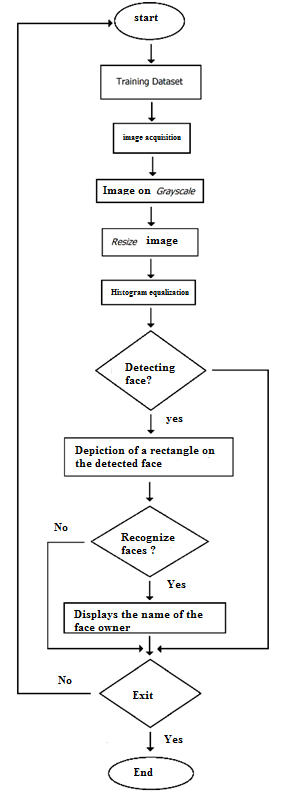 start
Training Dataset
image acquisition
Image on Grayscale
Resize image
Histogram equalization
Detecting
face?
yes
Depiction of a rectangle on
the detected face
No
Recognize
faces ?
Yes
Displays the name of the
face owner
No
Exit
Yes
End